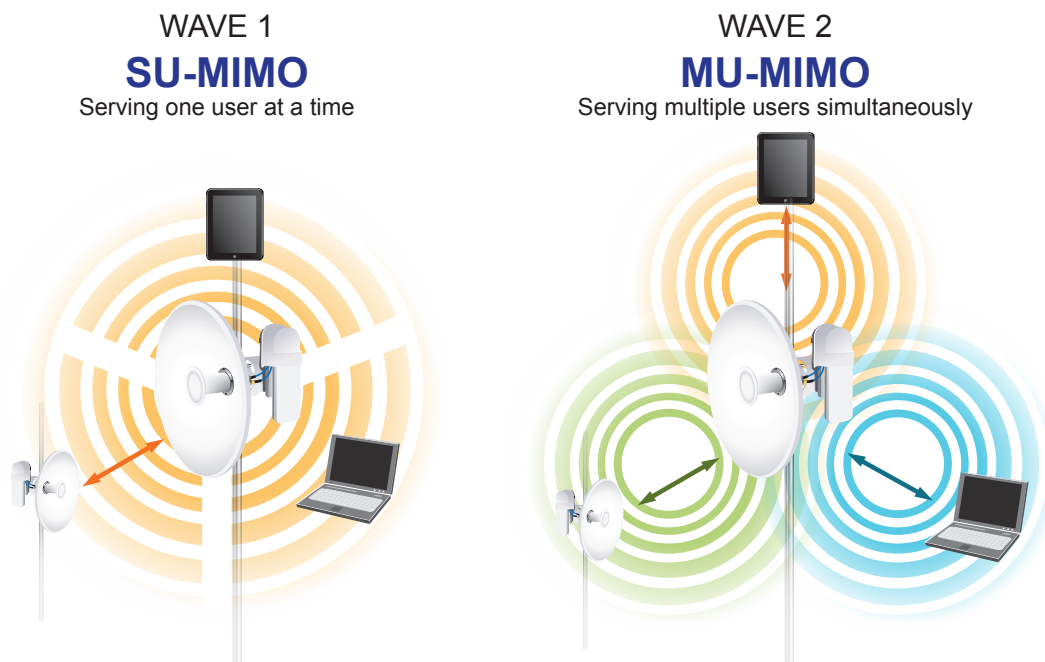 WAVE 1
SU-MIMO
Serving one user at a time
WAVE 2
MU-MIMO
Serving multiple users simultaneously